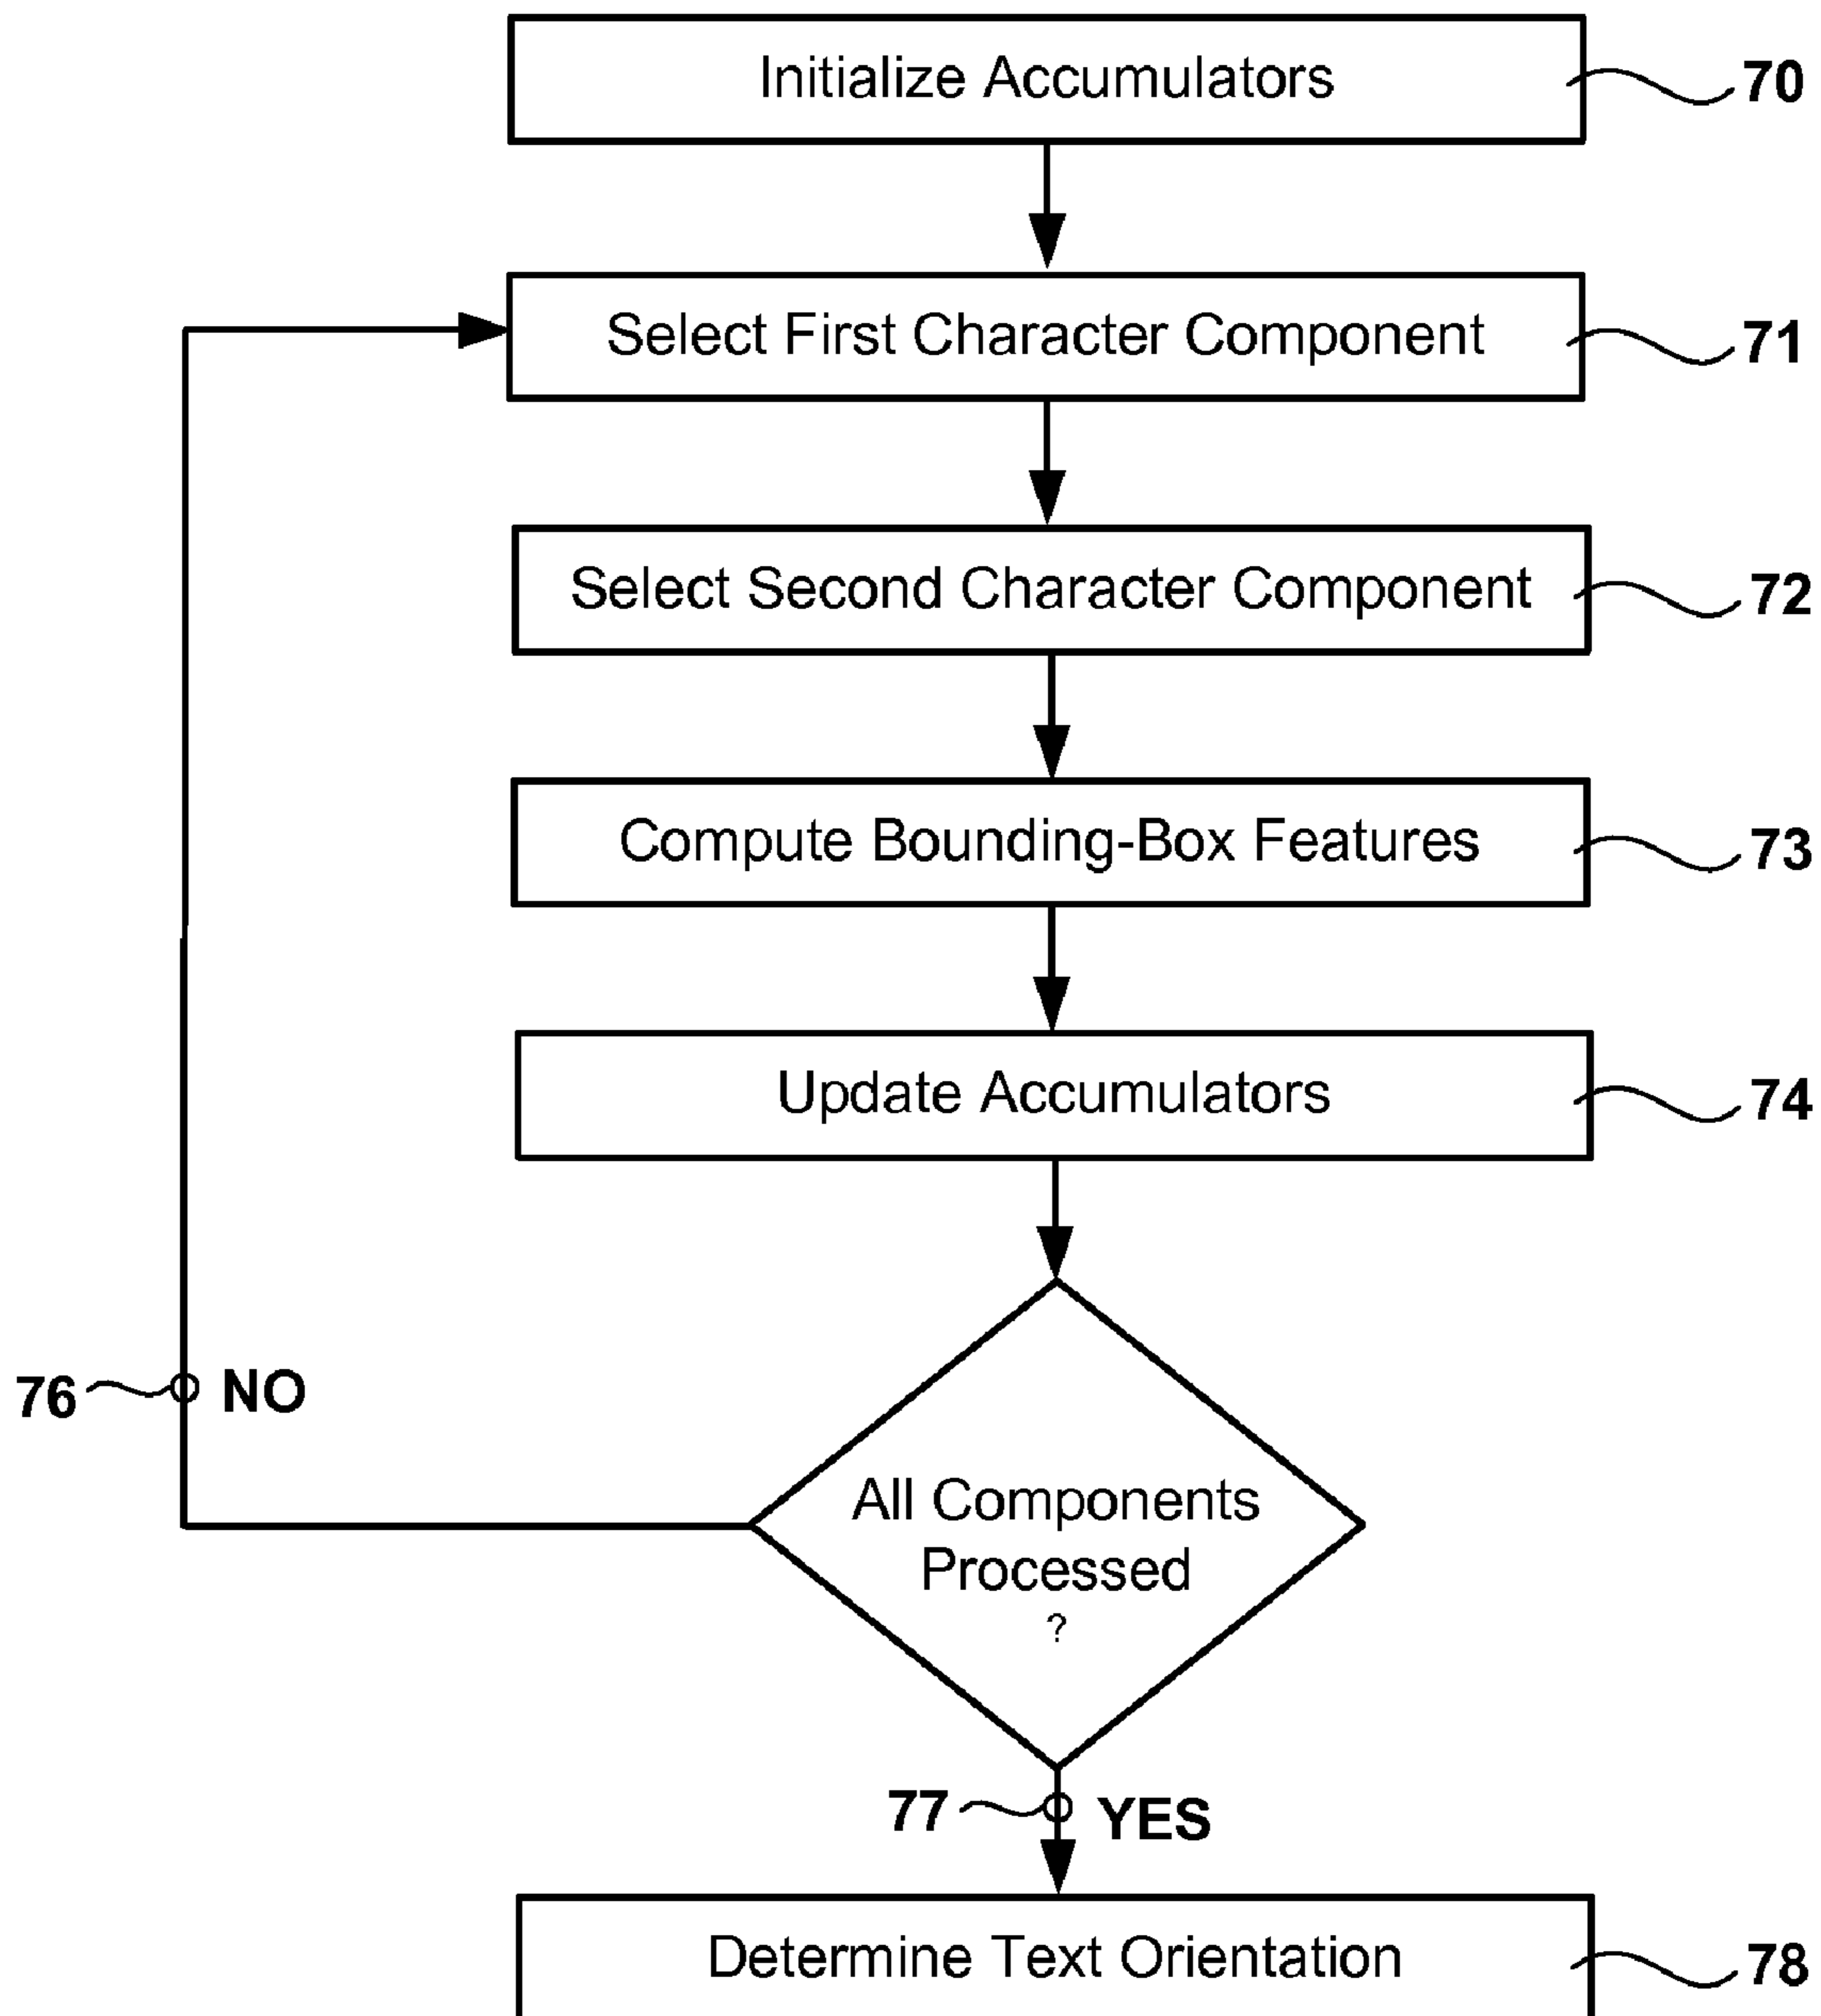 Initialize Accumulators
70
Select First Character Component
71
Select Second Character Component
72
Compute Bounding-Box Features
73
Update Accumulators
74
76
NO
All Components
Processed
?
77
YES
Determine Text Orientation
78